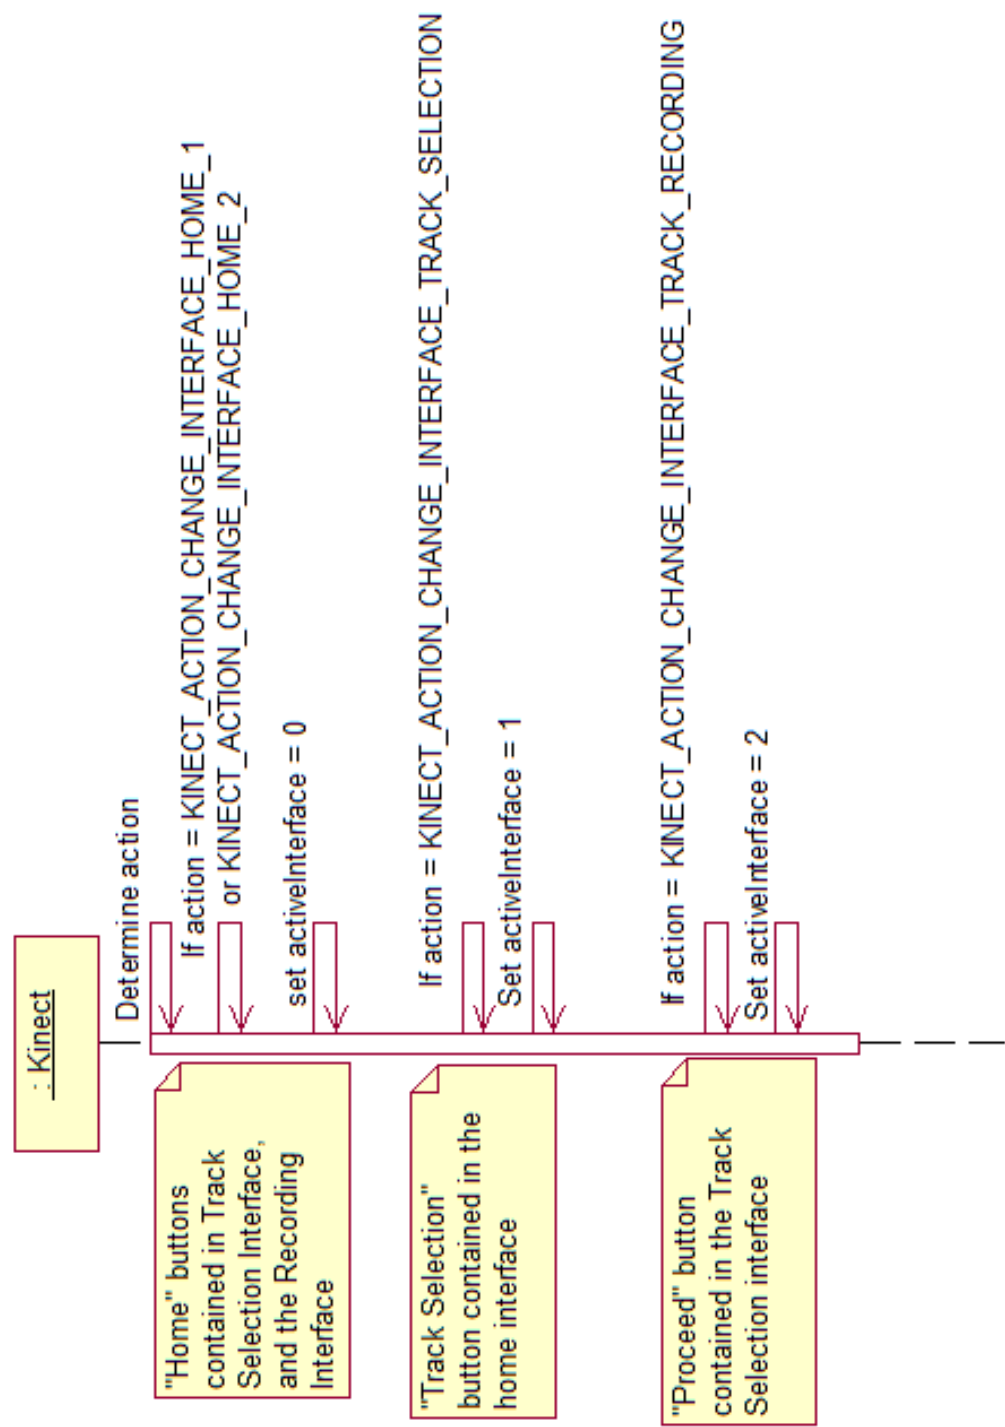 : Kinect
Determine action
If action = KINECT_ACTION_CHANGE_INTERFACE_HOME_1
or KINECT_ACTION_CHANGE_INTERFACE_HOME_2
set activeInterface = 0
"Home" buttons
contained in Track
Selection Interface,
and the Recording
Interface
If action = KINECT_ACTION_CHANGE_INTERFACE_TRACK_SELECTION
Set activeInterface = 1
"Track Selection"
button contained in the
home interface
If action = KINECT_ACTION_CHANGE_INTERFACE_TRACK_RECORDING
Set activeInterface = 2
"Proceed" button
contained in the Track
Selection interface